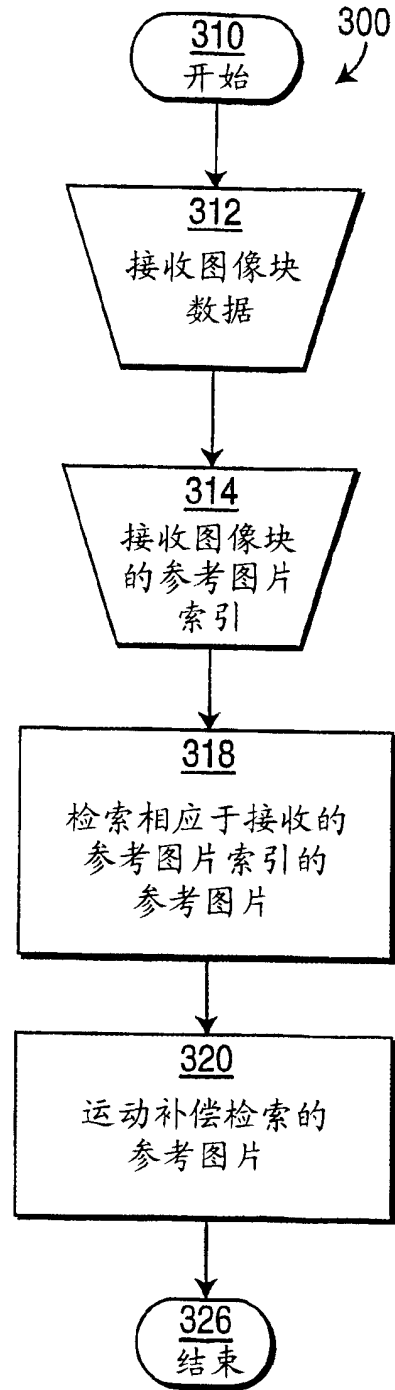 300
310
开始
312
接收图像块
数据
314
接收图像块
的参考图片
索引
318
检索相应于接收的
参考图片索引的
参考图片
320
运动补偿检索的
参考图片
326
结束